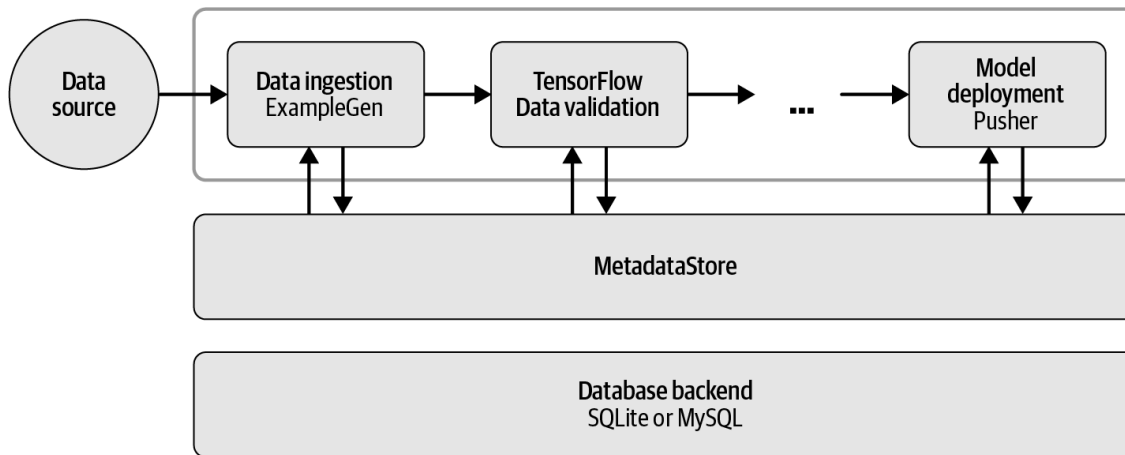 Data
source
Data ingestion
ExampleGen
TensorFlow
Data validation
...
Model
deployment
Pusher
MetadataStore
Database backend
SQLite or MySQL